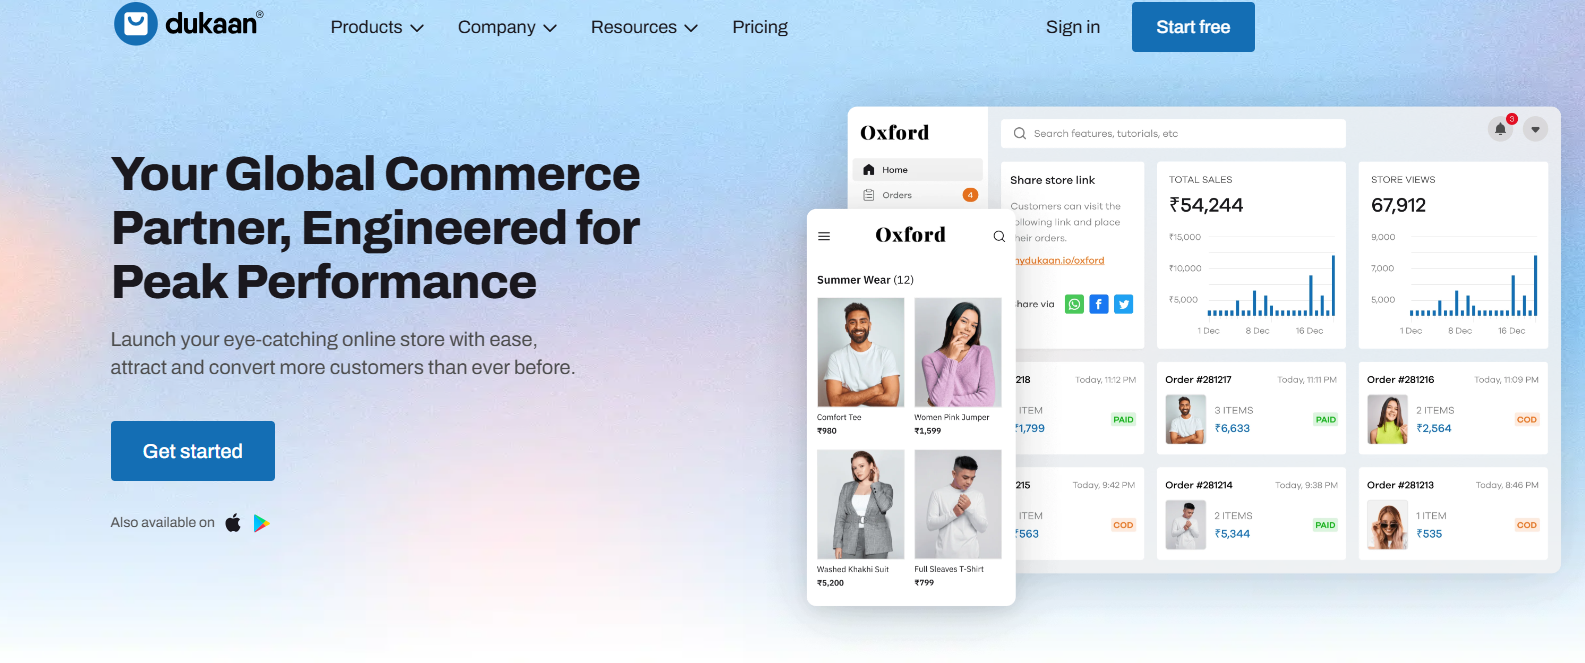 dukaan®
Products
Company
Resources
Pricing
Sign in
Start free
Your Global Commerce
Partner, Engineered for
Peak Performance
Launch your eye-catching online store with ease,
attract and convert more customers than ever before.
Get started
Also available on
Oxford
Search features, tutorials, etc
3
Home
Orders
4
Share store link
Customers can visit the
following link and place
their orders.
mydukaan.io/oxford
Share via
TOTAL SALES
₹54,244
₹15,000
₹10,000
₹5,000
1 Dec
8 Dec
16 Dec
STORE VIEWS
67,912
9,000
7,000
5,000
1 Dec
8 Dec
16 Dec
Oxford
Summer Wear (12)
Comfort Tee
₹980
Women Pink Jumper
₹1,599
Washed Khakhi Suit
₹5,200
Full Sleaves T-Shirt
₹799
218
Today, 11:12 PM
ITEM
₹1,799
PAID
Order #281217
Today, 11:11 PM
3 ITEMS
₹6,633
PAID
Order #281216
Today, 11:09 PM
2 ITEMS
₹2,564
COD
215
Today, 9:42 PM
ITEM
₹563
COD
Order #281214
Today, 9:38 PM
2 ITEMS
₹5,344
PAID
Order #281213
Today, 8:46 PM
1 ITEM
₹535
COD